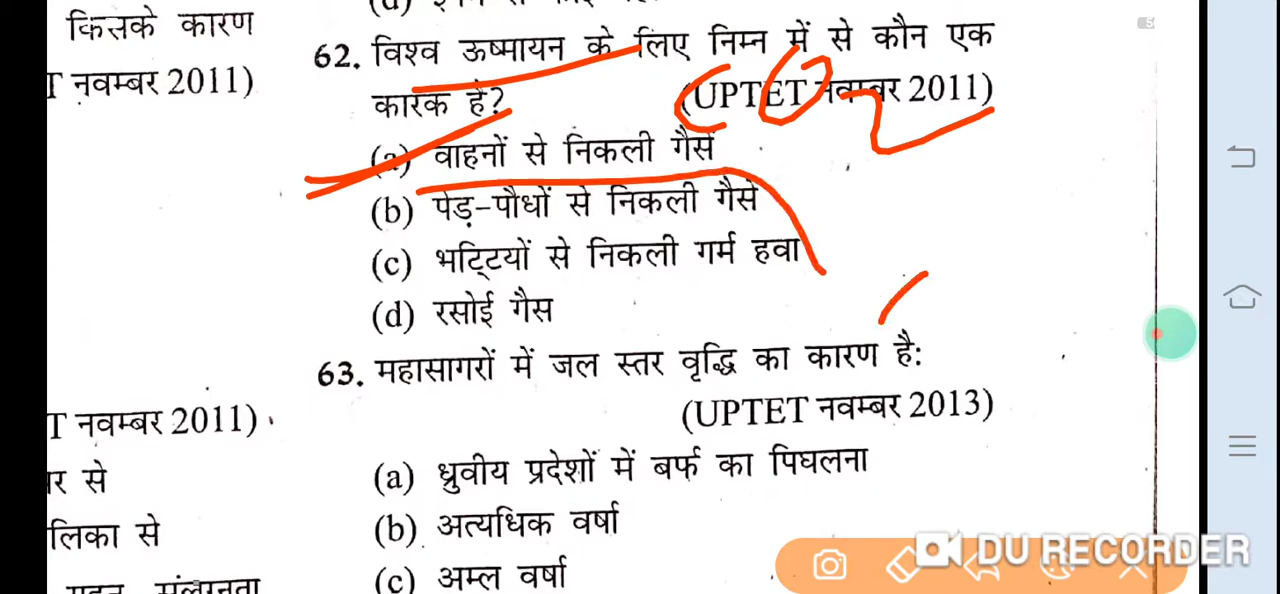 किसके कारण
T नवम्बर 2011)
62. विश्व ऊष्मायन के लिए निम्न में से कौन एक
कारक है?
(UPTET नवम्बर 2011)
CO2
(a) वाहनों से निकली गैसें
(b) पेड़-पौधों से निकली गैसें
(c) भट्टियों से निकली गर्म हवा
(d) रसोई गैस
63. महासागरों में जल स्तर वृद्धि का कारण है:
(UPTET नवम्बर 2013)
T नवम्बर 2011)
(a) ध्रुवीय प्रदेशों में बर्फ का पिघलना
र से
(b) अत्यधिक वर्षा
लिका से
(c) अम्ल वर्षा
DU RECORDER